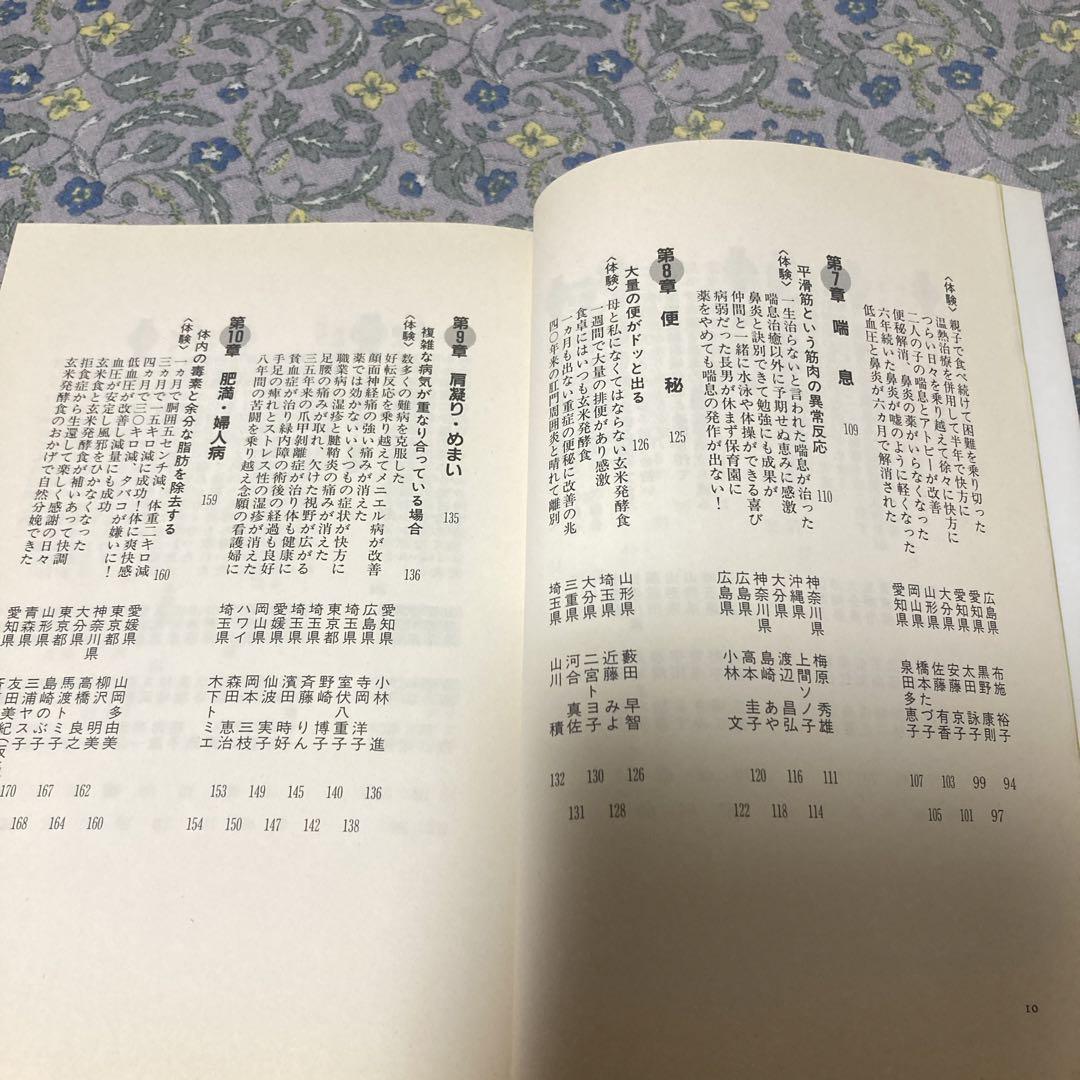 〈体験〉親子で食べ続けて困難を乗り切った 広島県 布施 裕子 94
温熱治療を併用して半年で快方に 愛知県 黒野 康則 97
つらい日々を乗り越えて徐々に快方に 愛知県 太田 詠子 99
二人の子の喘息とアトピーが改善 大分県 安藤 京子 101
便秘解消、鼻炎の薬がいらなくなった 山形県 佐藤 有香 103
六年続いた鼻炎が嘘のように軽くなった 岡山県 橋本たづ子 105
低血圧と鼻炎が六カ月で解消された 愛知県 泉田多恵子 107
第7章 喘息 109
平滑筋という筋肉の異常反応 110
〈体験〉一生治らないと言われた喘息が治った 神奈川県 梅原 秀雄 111
喘息治癒以外に予期せぬ恵みに感激 沖縄県 上間ソノ子 114
鼻炎と訣別できて勉強にも成果が 大分県 渡辺 昌弘 116
仲間と一緒に水泳や体操ができる喜び 神奈川県 島崎 あや 118
病弱だった長男が休まず保育園に 広島県 高本 圭子 120
薬をやめても喘息の発作が出ない! 広島県 小林 文 122
第8章 便秘 125
大量の便がドッと出る 126
〈体験〉母と私になくてはならない玄米発酵食 山形県 藪田 早智 126
一週間で大量の排便があり感激 埼玉県 近藤 みよ 128
食卓にはいつも玄米発酵食 大分県 二宮トヨ子 130
一ヵ月も出ない重症の便秘に改善の兆 三重県 河合 真佐 131
四〇年来の肛門周囲炎と晴れて離別 埼玉県 山川 積 132
10
第9章 肩凝り・めまい 135
複雑な病気が重なり合っている場合 136
〈体験〉数多くの難病を克服した 愛知県 小林 進 136
好転反応を乗り越えてメニエル病が改善 広島県 寺岡 洋子 138
顔面神経痛の強い痛みが消えた 埼玉県 室伏八重子 140
薬では効かないいくつもの症状が快方に 東京都 野崎 博子 142
職業病の湿疹と腱鞘炎の痛みが消えた 埼玉県 斉藤 りん 145
足腰の痛みが取れ、欠けた視野が広がる 埼玉県 濱田 時好 147
三五年来の爪の甲剥離症が治り体も健康に 愛媛県 仙波 実子 149
貧血症が治り緑内障の術後の経過も良好 岡山県 岡本 三枝 150
手足の痺れとストレス性の湿疹が消えた ハワイ 森田 恵治 153
八年間の苦闘を乗り越え念願の看護婦に 埼玉県 木下トミエ 154
第10章 肥満・婦人病 159
体内の毒素と余分な脂肪を除去する 160
〈体験〉一ヵ月で胴囲五センチ減、体重二キロ減 愛媛県 山岡多由美 160
四ヵ月で一五キロ減に成功!体に爽快感 東京都 柳沢 明美 162
六ヵ月で三〇キロ減、タバコが嫌いに! 神奈川県 高橋 良之 164
低血圧が改善し減量にも成功 大分県 馬渡トミ子 167
血圧が安定し風邪をひかなくなった 東京都 島崎のぶ子 168
玄米食と玄米発酵食が補いあって快調 山形県 三浦ヤス子 170
拒食症から生還して楽しく感謝の日々 青森県 友田美紀
玄米発酵食のおかげで自然分娩できた 愛知県